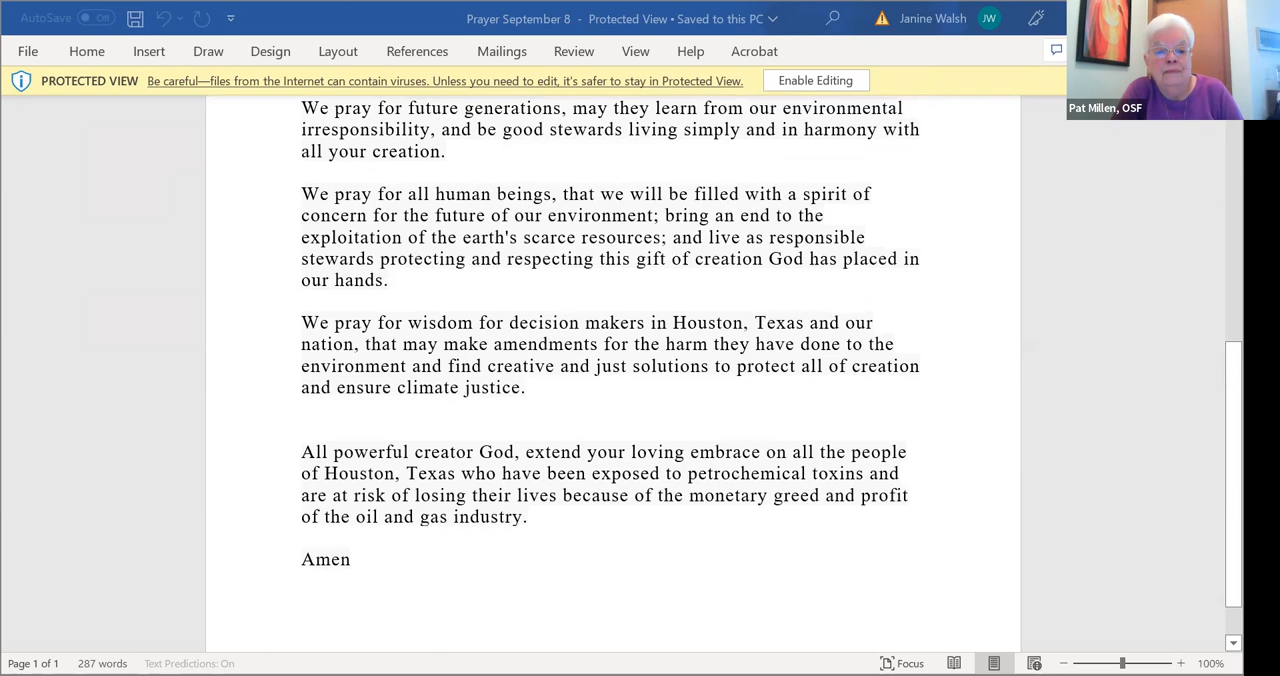 AutoSave Off
Prayer September 8 - Protected View • Saved to this PC
Janine Walsh JW
File Home Insert Draw Design Layout References Mailings Review View Help Acrobat
PROTECTED VIEW Be careful—files from the Internet can contain viruses. Unless you need to edit, it's safer to stay in Protected View. Enable Editing
Pat Millen, OSF
We pray for future generations, may they learn from our environmental
irresponsibility, and be good stewards living simply and in harmony with
all your creation.
We pray for all human beings, that we will be filled with a spirit of
concern for the future of our environment; bring an end to the
exploitation of the earth's scarce resources; and live as responsible
stewards protecting and respecting this gift of creation God has placed in
our hands.
We pray for wisdom for decision makers in Houston, Texas and our
nation, that may make amendments for the harm they have done to the
environment and find creative and just solutions to protect all of creation
and ensure climate justice.
All powerful creator God, extend your loving embrace on all the people
of Houston, Texas who have been exposed to petrochemical toxins and
are at risk of losing their lives because of the monetary greed and profit
of the oil and gas industry.
Amen
Page 1 of 1 287 words Text Predictions: On Focus 100%